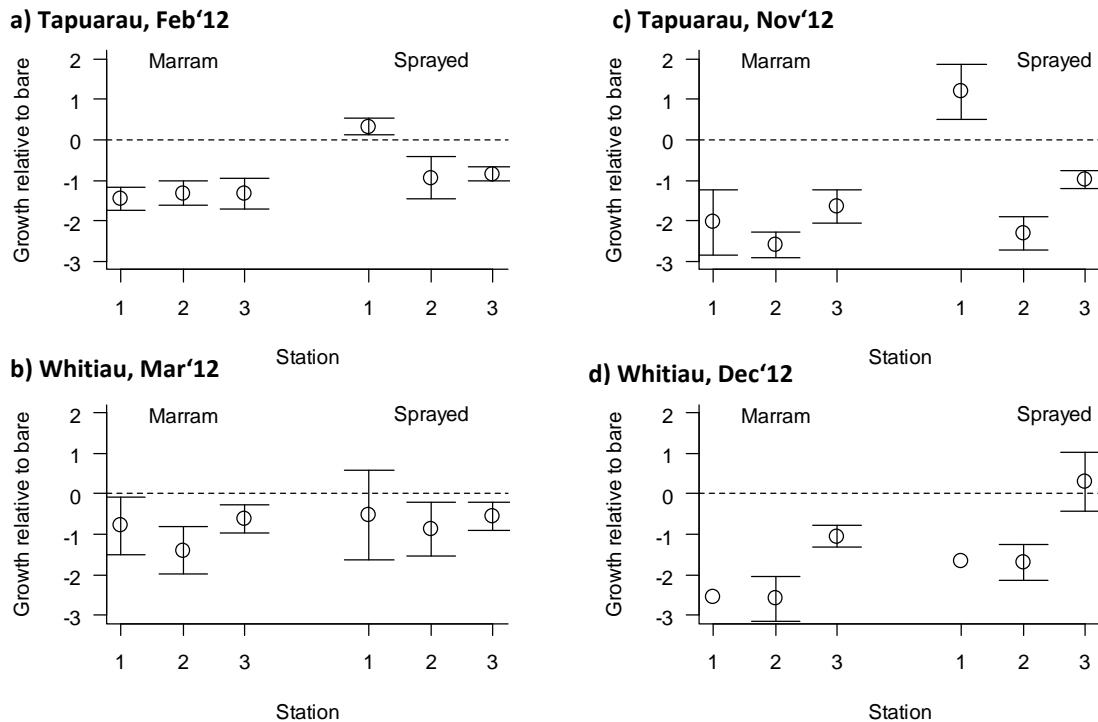 a) Tapuarau, Feb‘12
Growth relative to bare
2
1
0
-1
-2
-3
Marram
Sprayed
1 2 3 1 2 3
Station
c) Tapuarau, Nov‘12
Growth relative to bare
2
1
0
-1
-2
-3
Marram
Sprayed
1 2 3 1 2 3
Station
b) Whitiau, Mar‘12
Growth relative to bare
2
1
0
-1
-2
-3
Marram
Sprayed
1 2 3 1 2 3
Station
d) Whitiau, Dec‘12
Growth relative to bare
2
1
0
-1
-2
-3
Marram
Sprayed
1 2 3 1 2 3
Station